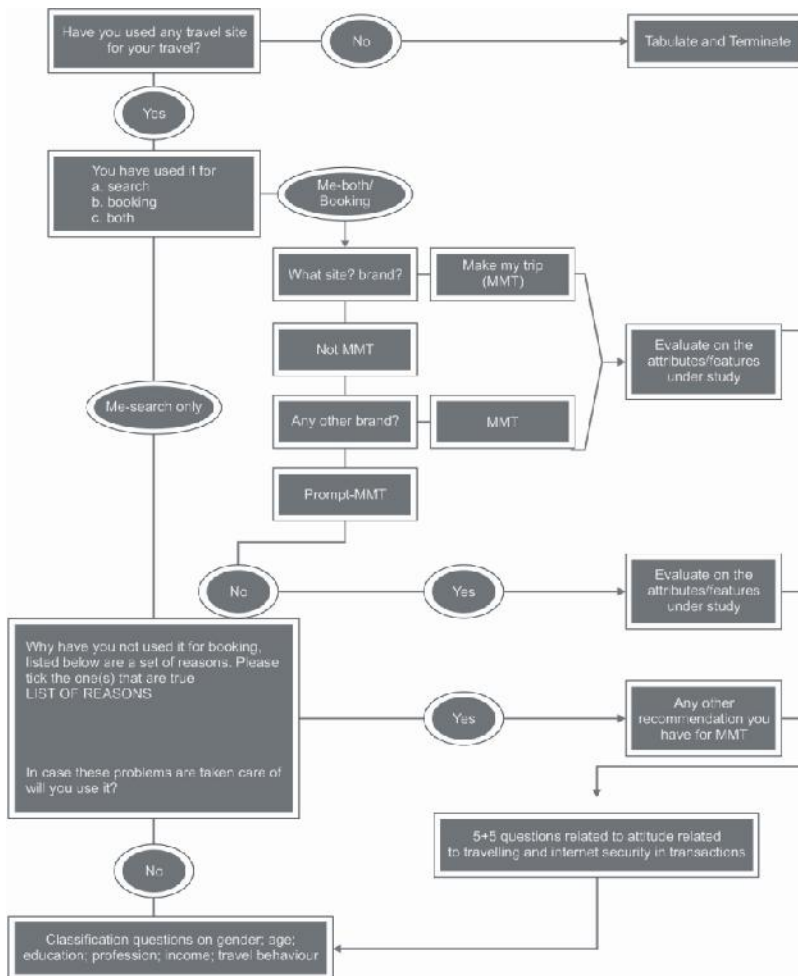 Have you used any travel site
for your travel?
No
Tabulate and Terminate
Yes
You have used it for
a. search
b. booking
c. both
Me-both/
Booking
What site? brand?
Make my trip
(MMT)
Not MMT
Evaluate on the
attributes/features
under study
Me-search only
Any other brand?
MMT
Prompt-MMT
No
Yes
Evaluate on the
attributes/features
under study
Why have you not used it for booking,
listed below are a set of reasons. Please
tick the one(s) that are true
LIST OF REASONS
In case these problems are taken care of
will you use it?
Yes
Any other
recommendation you
have for MMT
5+5 questions related to attitude related
to travelling and internet security in transactions
No
Classification questions on gender; age;
education; profession; income; travel behaviour